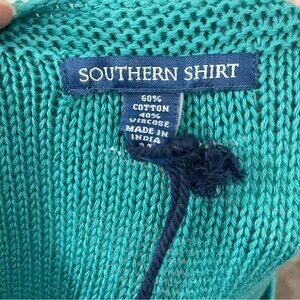 SOUTHERN SHIRT
60%
COTTON
40%
VISCOSE
MADE IN
INDIA